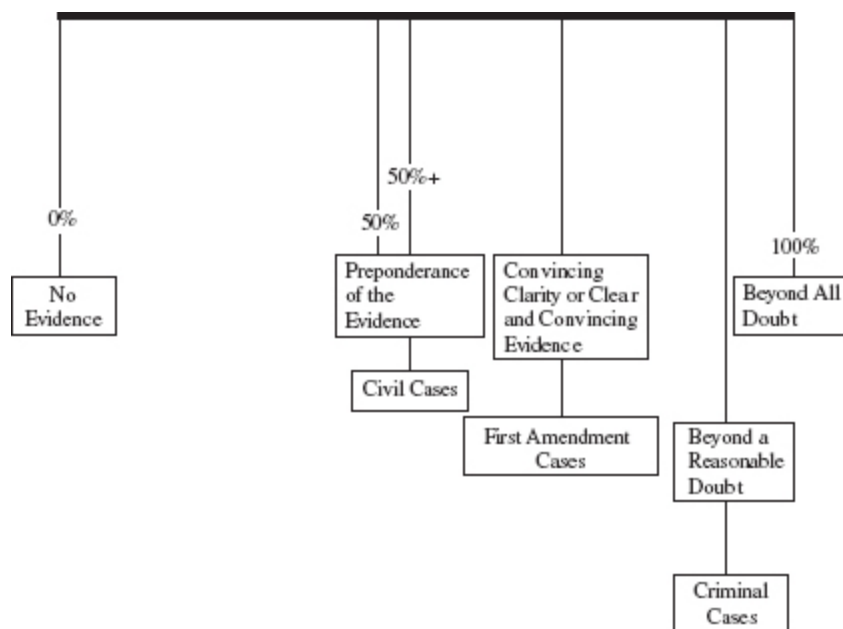 50%+
0%
50%
100%
No
Evidence
Preponderance
of the
Evidence
Convincing
Clarity or Clear
and Convincing
Evidence
Beyond All
Doubt
Civil Cases
First Amendment
Cases
Beyond a
Reasonable
Doubt
Criminal
Cases